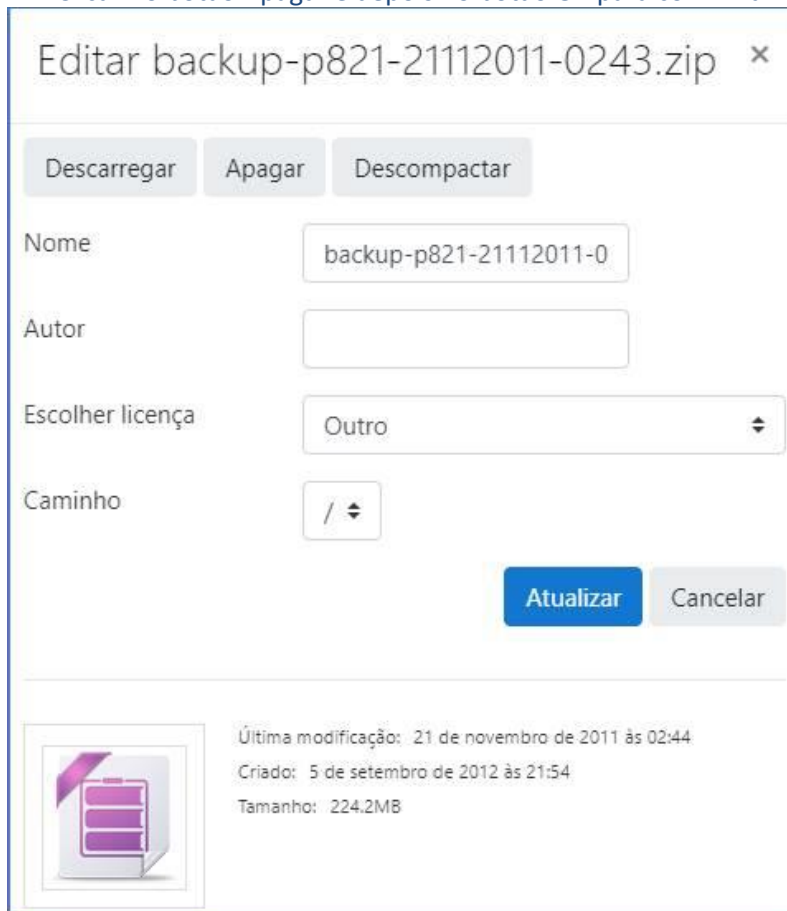 Editar backup-p821-21112011-0243.zip ×
Descarregar Apagar Descompactar
Nome backup-p821-21112011-0
Autor
Escolher licença Outro
Caminho /
Atualizar Cancelar
Última modificação: 21 de novembro de 2011 às 02:44
Criado: 5 de setembro de 2012 às 21:54
Tamanho: 224.2MB